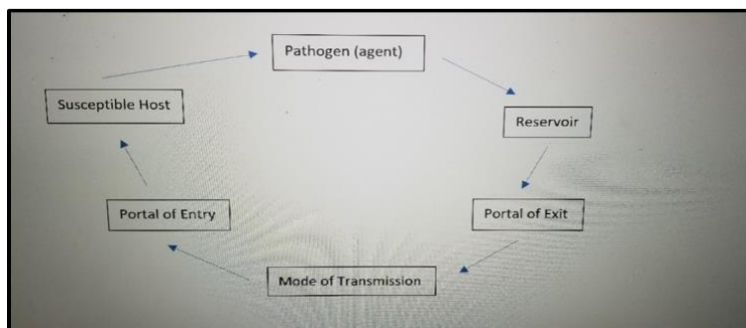 Pathogen (agent)
Reservoir
Portal of Exit
Mode of Transmission
Portal of Entry
Susceptible Host